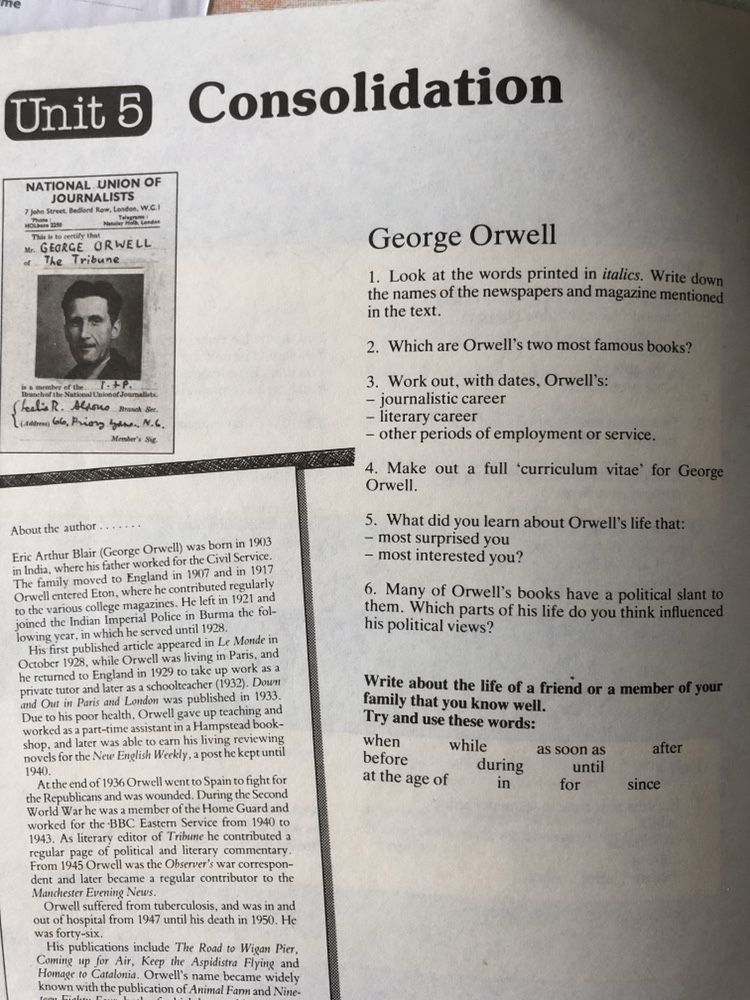 me
Unit 5
Consolidation
NATIONAL UNION OF
JOURNALISTS
7 John Street, Bedford Row, London, W.C.1
Phone :
HOLborn 2258
Telegrams :
Natujay Holb, London
This is to certify that
Mr. GEORGE ORWELL
of The Tribune
is a member of the T. & P.
Branch of the National Union of Journalists.
Leslie R. Branch Sec.
(Address) 66, Priory Gdns. N.6.
Member's Sig.
About the author . . . . . . .
Eric Arthur Blair (George Orwell) was born in 1903
in India, where his father worked for the Civil Service.
The family moved to England in 1907 and in 1917
Orwell entered Eton, where he contributed regularly
to the various college magazines. He left in 1921 and
joined the Indian Imperial Police in Burma the fol-
lowing year, in which he served until 1928.
His first published article appeared in Le Monde in
October 1928, while Orwell was living in Paris, and
he returned to England in 1929 to take up work as a
private tutor and later as a schoolteacher (1932). Down
and Out in Paris and London was published in 1933.
Due to his poor health, Orwell gave up teaching and
worked as a part-time assistant in a Hampstead book-
shop, and later was able to earn his living reviewing
novels for the New English Weekly, a post he kept until
1940.
At the end of 1936 Orwell went to Spain to fight for
the Republicans and was wounded. During the Second
World War he was a member of the Home Guard and
worked for the BBC Eastern Service from 1940 to
1943. As literary editor of Tribune he contributed a
regular page of political and literary commentary.
From 1945 Orwell was the Observer's war correspon-
dent and later became a regular contributor to the
Manchester Evening News.
Orwell suffered from tuberculosis, and was in and
out of hospital from 1947 until his death in 1950. He
was forty-six.
His publications include The Road to Wigan Pier,
Coming up for Air, Keep the Aspidistra Flying and
Homage to Catalonia. Orwell's name became widely
known with the publication of Animal Farm and Nine-
George Orwell
1. Look at the words printed in italics. Write down
the names of the newspapers and magazine mentioned
in the text.
2. Which are Orwell's two most famous books?
3. Work out, with dates, Orwell's:
– journalistic career
– literary career
– other periods of employment or service.
4. Make out a full 'curriculum vitae' for George
Orwell.
5. What did you learn about Orwell's life that:
– most surprised you
– most interested you?
6. Many of Orwell's books have a political slant to
them. Which parts of his life do you think influenced
his political views?
Write about the life of a friend or a member of your
family that you know well.
Try and use these words:
when while as soon as after
before during until
at the age of in for since